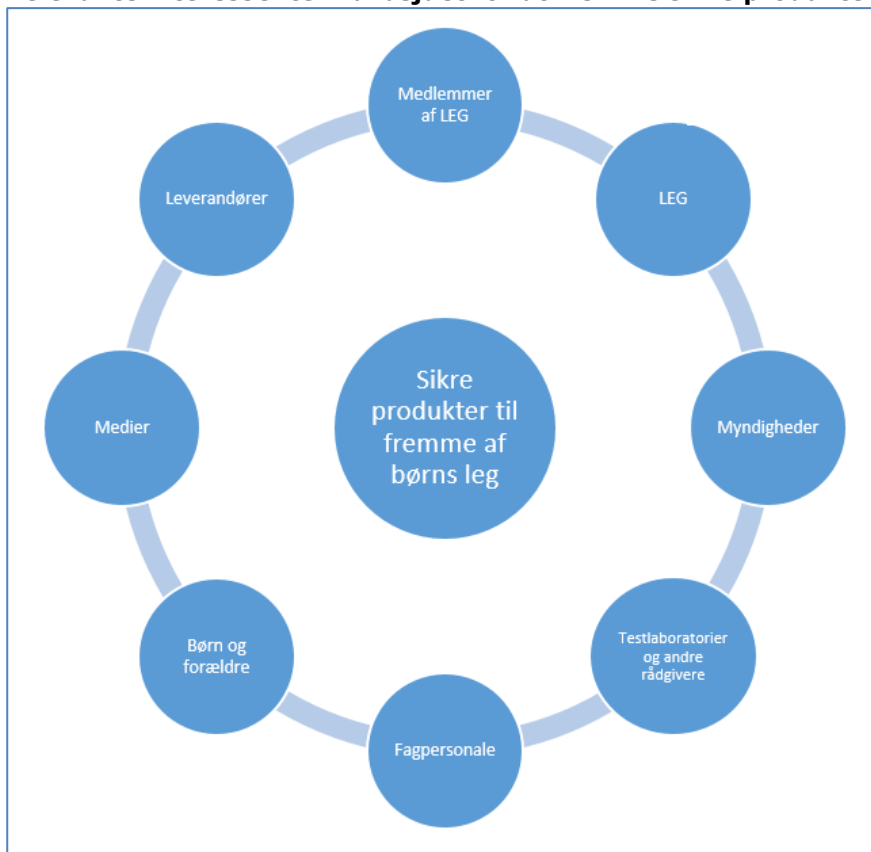 Medlemmer
af LEG
LEG
Myndigheder
Testlaboratorier
og andre
rådgivere
Fagpersonale
Børn og
forældre
Medier
Leverandører
Sikre
produkter til
fremme af
børns leg